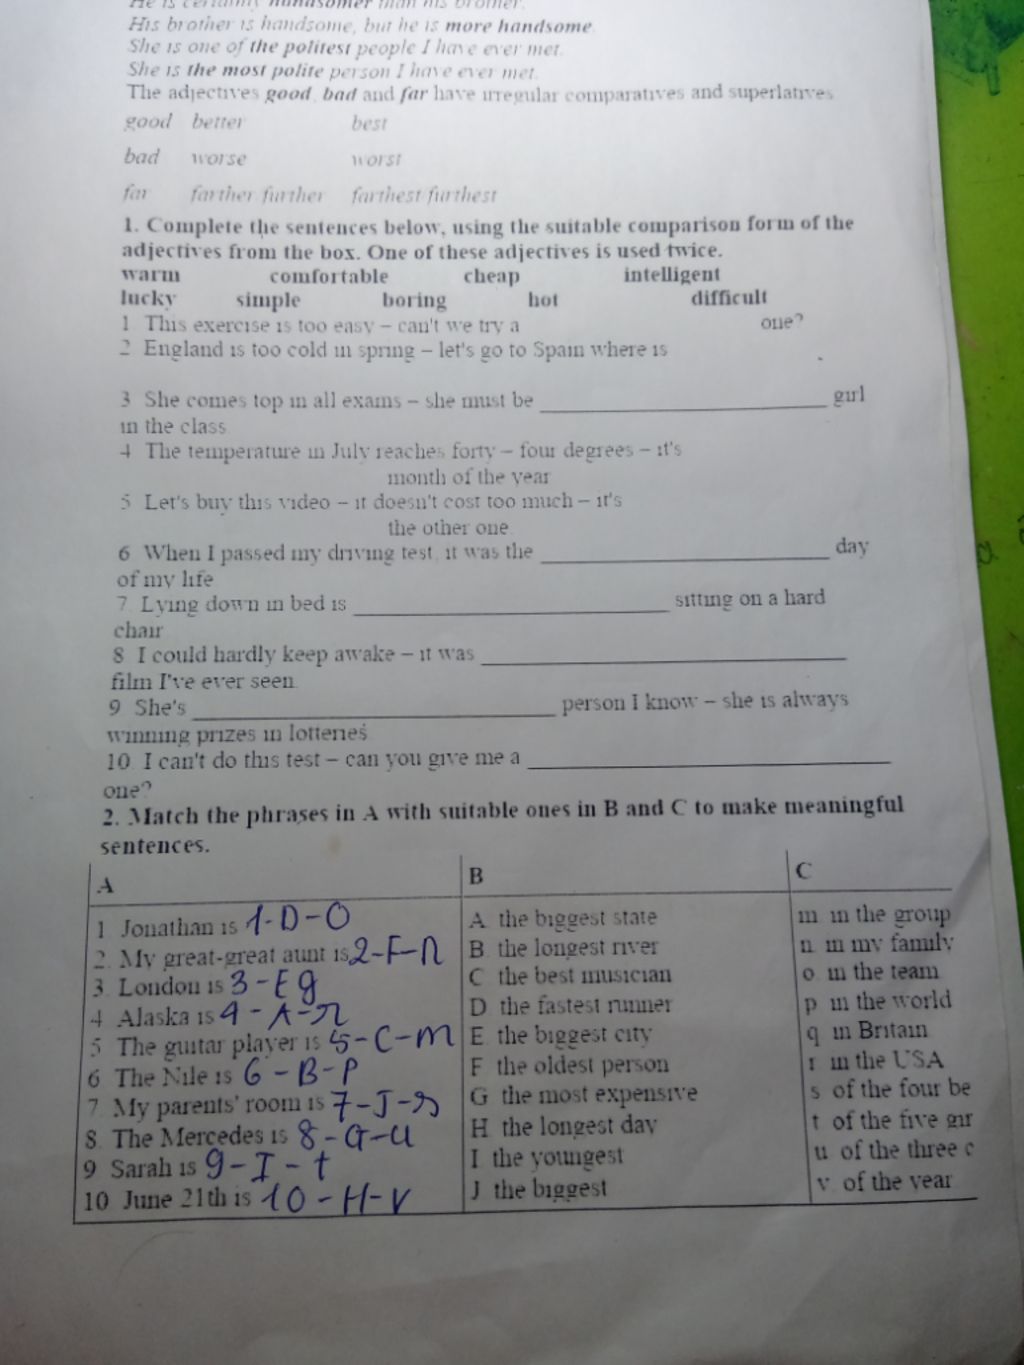 He is certainly handsomer than his brother.
His brother is handsome, but he is more handsome.
She is one of the politest people I have ever met.
She is the most polite person I have ever met.
The adjectives good, bad and far have irregular comparatives and superlatives
good better best
bad worse worst
far farther further farthest furthest
1. Complete the sentences below, using the suitable comparison form of the
adjectives from the box. One of these adjectives is used twice.
warm comfortable cheap intelligent
lucky simple boring hot difficult
1 This exercise is too easy – can't we try a one?
2 England is too cold in spring – let's go to Spain where is .
3 She comes top in all exams – she must be ____ girl
in the class
4 The temperature in July reaches forty – four degrees – it's
month of the year
5 Let's buy this video – it doesn't cost too much – it's
the other one.
6 When I passed my driving test, it was the ____ day
of my life
7. Lying down in bed is ____ sitting on a hard
chair
8 I could hardly keep awake – it was ____
film I've ever seen.
9 She's ____ person I know – she is always
winning prizes in lotteries
10. I can't do this test – can you give me a ____
one?
2. Match the phrases in A with suitable ones in B and C to make meaningful
sentences.
A B C
1 Jonathan is 1-D-O A. the biggest state m in the group
2. My great-great aunt is 2-F-n B. the longest river n. in my family
3. London is 3-E g C the best musician o. in the team
4 Alaska is 4-A-r D. the fastest runner p in the world
5 The guitar player is 5-C-m E the biggest city q in Britain
6 The Nile is 6-B-P F the oldest person r in the USA
7. My parents' room is 7-J-s G the most expensive s of the four be
8. The Mercedes is 8-G-u H. the longest day t of the five gir
9 Sarah is 9-I-t I the youngest u of the three c
10 June 21th is 10-H-V J the biggest v. of the year